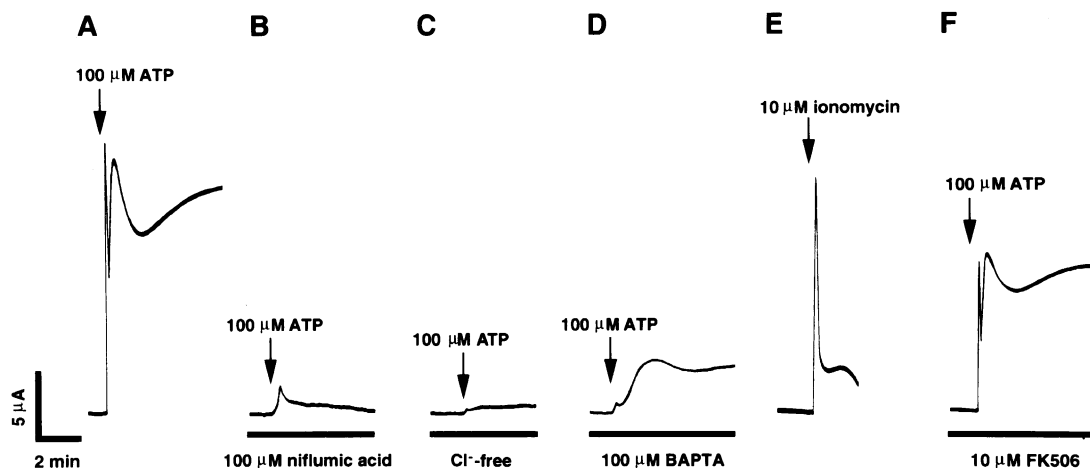 A
B
C
D
E
F
100 μM ATP
100 μM ATP
100 μM ATP
100 μM ATP
10 μM ionomycin
100 μM ATP
5 μA
2 min
100 μM niflumic acid
Cl⁻-free
100 μM BAPTA
10 μM FK506